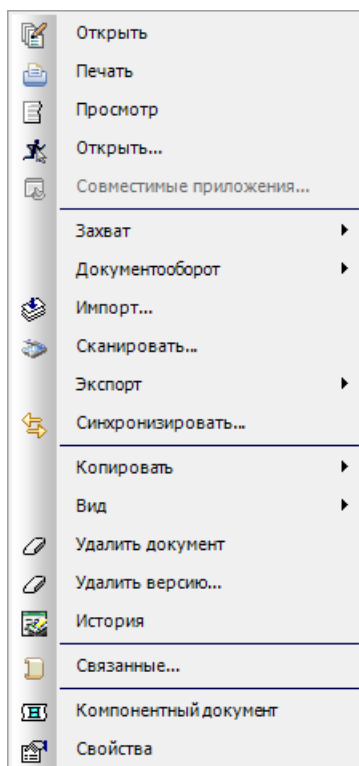 Открыть
Печать
Просмотр
Открыть...
Совместимые приложения...
Захват
Документооборот
Импорт...
Сканировать...
Экспорт
Синхронизировать...
Копировать
Вид
Удалить документ
Удалить версию...
История
Связанные...
Компонентный документ
Свойства